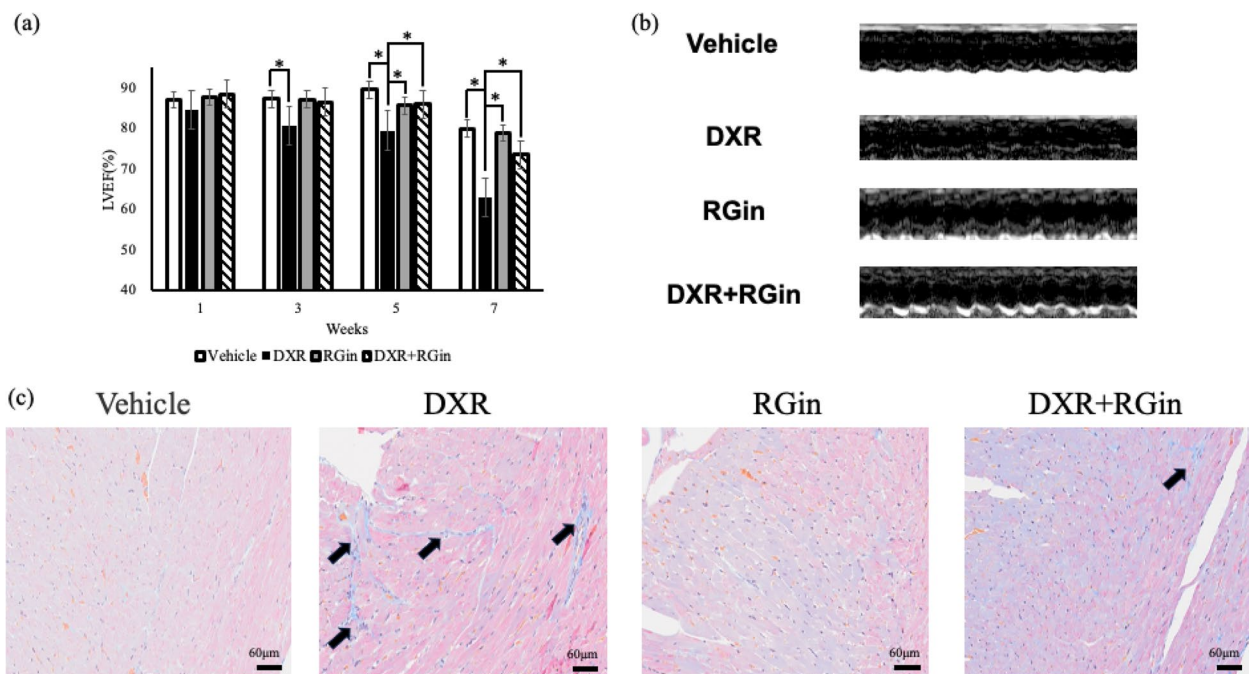 (a)
*
*
*
*
*
*
*
LVEF(%)
90
80
70
60
50
40
1 3 5 7
Weeks
Vehicle DXR RGin DXR+RGin
(b)
Vehicle
DXR
RGin
DXR+RGin
(c)
Vehicle DXR RGin DXR+RGin
60µm 60µm 60µm 60µm